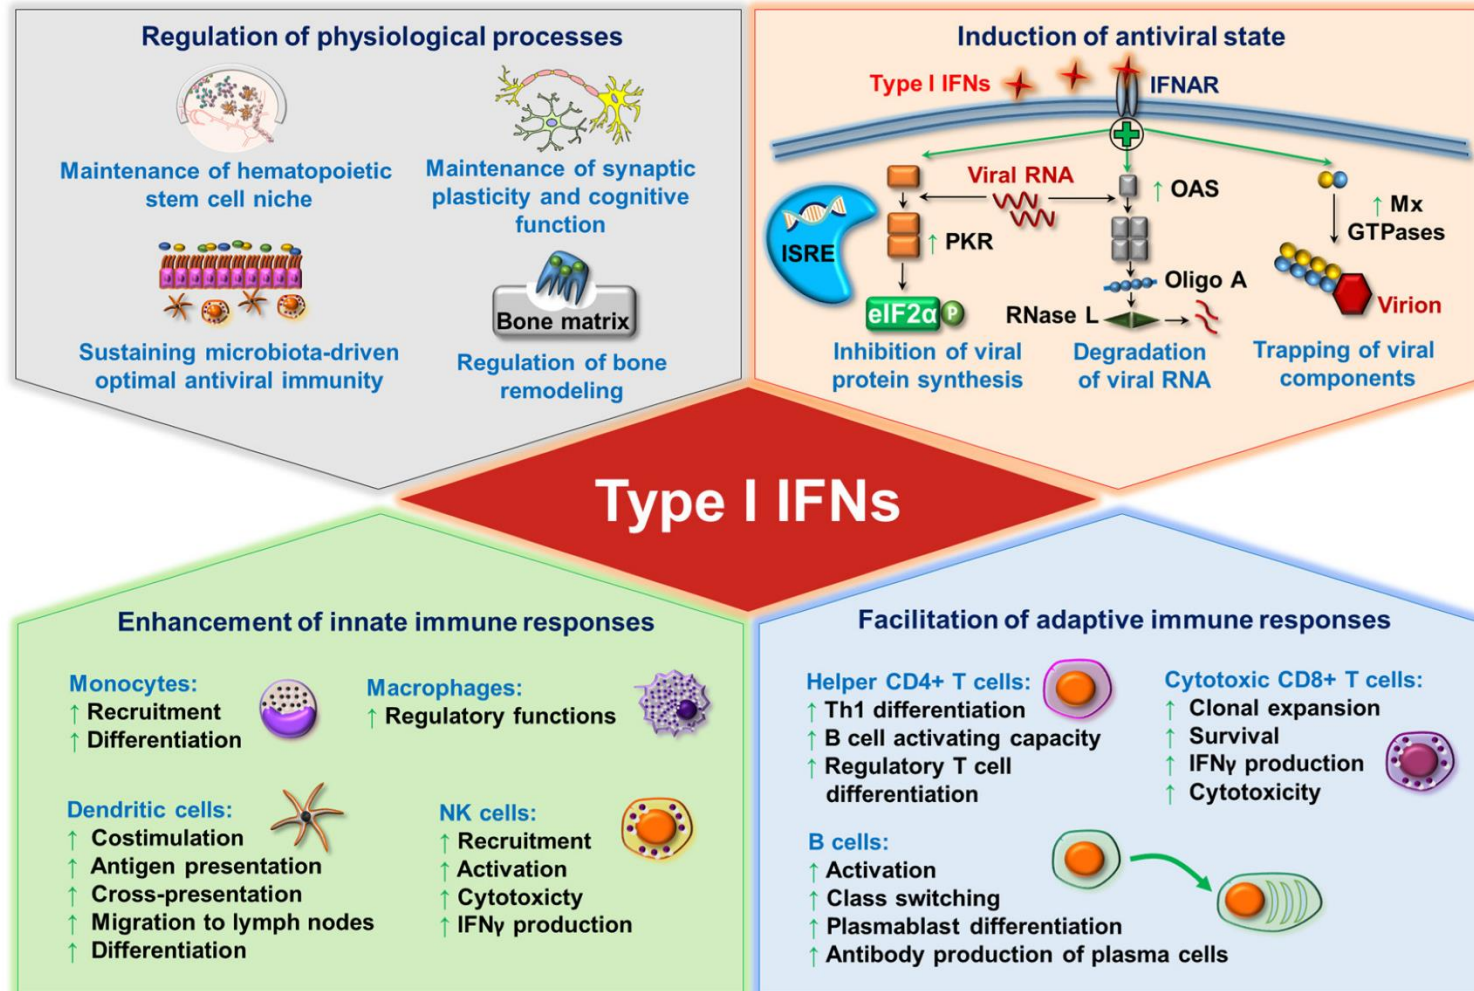 Regulation of physiological processes
Maintenance of hematopoietic
stem cell niche
Maintenance of synaptic
plasticity and cognitive
function
Sustaining microbiota-driven
optimal antiviral immunity
Bone matrix
Regulation of bone
remodeling
Induction of antiviral state
Type I IFNs
IFNAR
Viral RNA
ISRE
↑ PKR
eIF2α P
Inhibition of viral
protein synthesis
↑ OAS
Oligo A
RNase L
Degradation
of viral RNA
↑ Mx
GTPases
Virion
Trapping of viral
components
Type I IFNs
Enhancement of innate immune responses
Monocytes:
↑ Recruitment
↑ Differentiation
Macrophages:
↑ Regulatory functions
Dendritic cells:
↑ Costimulation
↑ Antigen presentation
↑ Cross-presentation
↑ Migration to lymph nodes
↑ Differentiation
NK cells:
↑ Recruitment
↑ Activation
↑ Cytotoxicty
↑ IFNγ production
Facilitation of adaptive immune responses
Helper CD4+ T cells:
↑ Th1 differentiation
↑ B cell activating capacity
↑ Regulatory T cell
differentiation
Cytotoxic CD8+ T cells:
↑ Clonal expansion
↑ Survival
↑ IFNγ production
↑ Cytotoxicity
B cells:
↑ Activation
↑ Class switching
↑ Plasmablast differentiation
↑ Antibody production of plasma cells